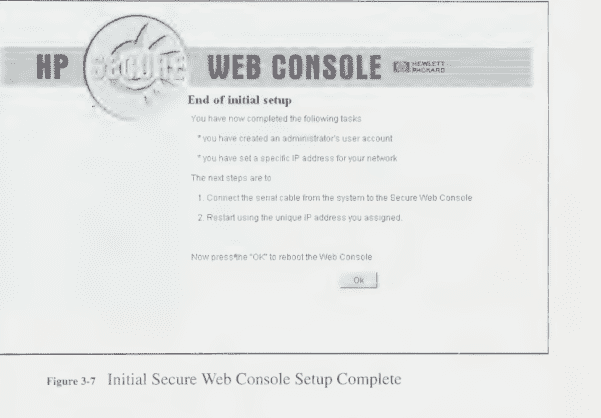 HP SECURE WEB CONSOLE HEWLETT
PACKARD
End of initial setup
You have now completed the following tasks
* you have created an administrator's user account
* you have set a specific IP address for your network
The next steps are to
1. Connect the serial cable from the system to the Secure Web Console
2. Restart using the unique IP address you assigned.
Now press the "OK" to reboot the Web Console
Ok
Figure 3-7 Initial Secure Web Console Setup Complete